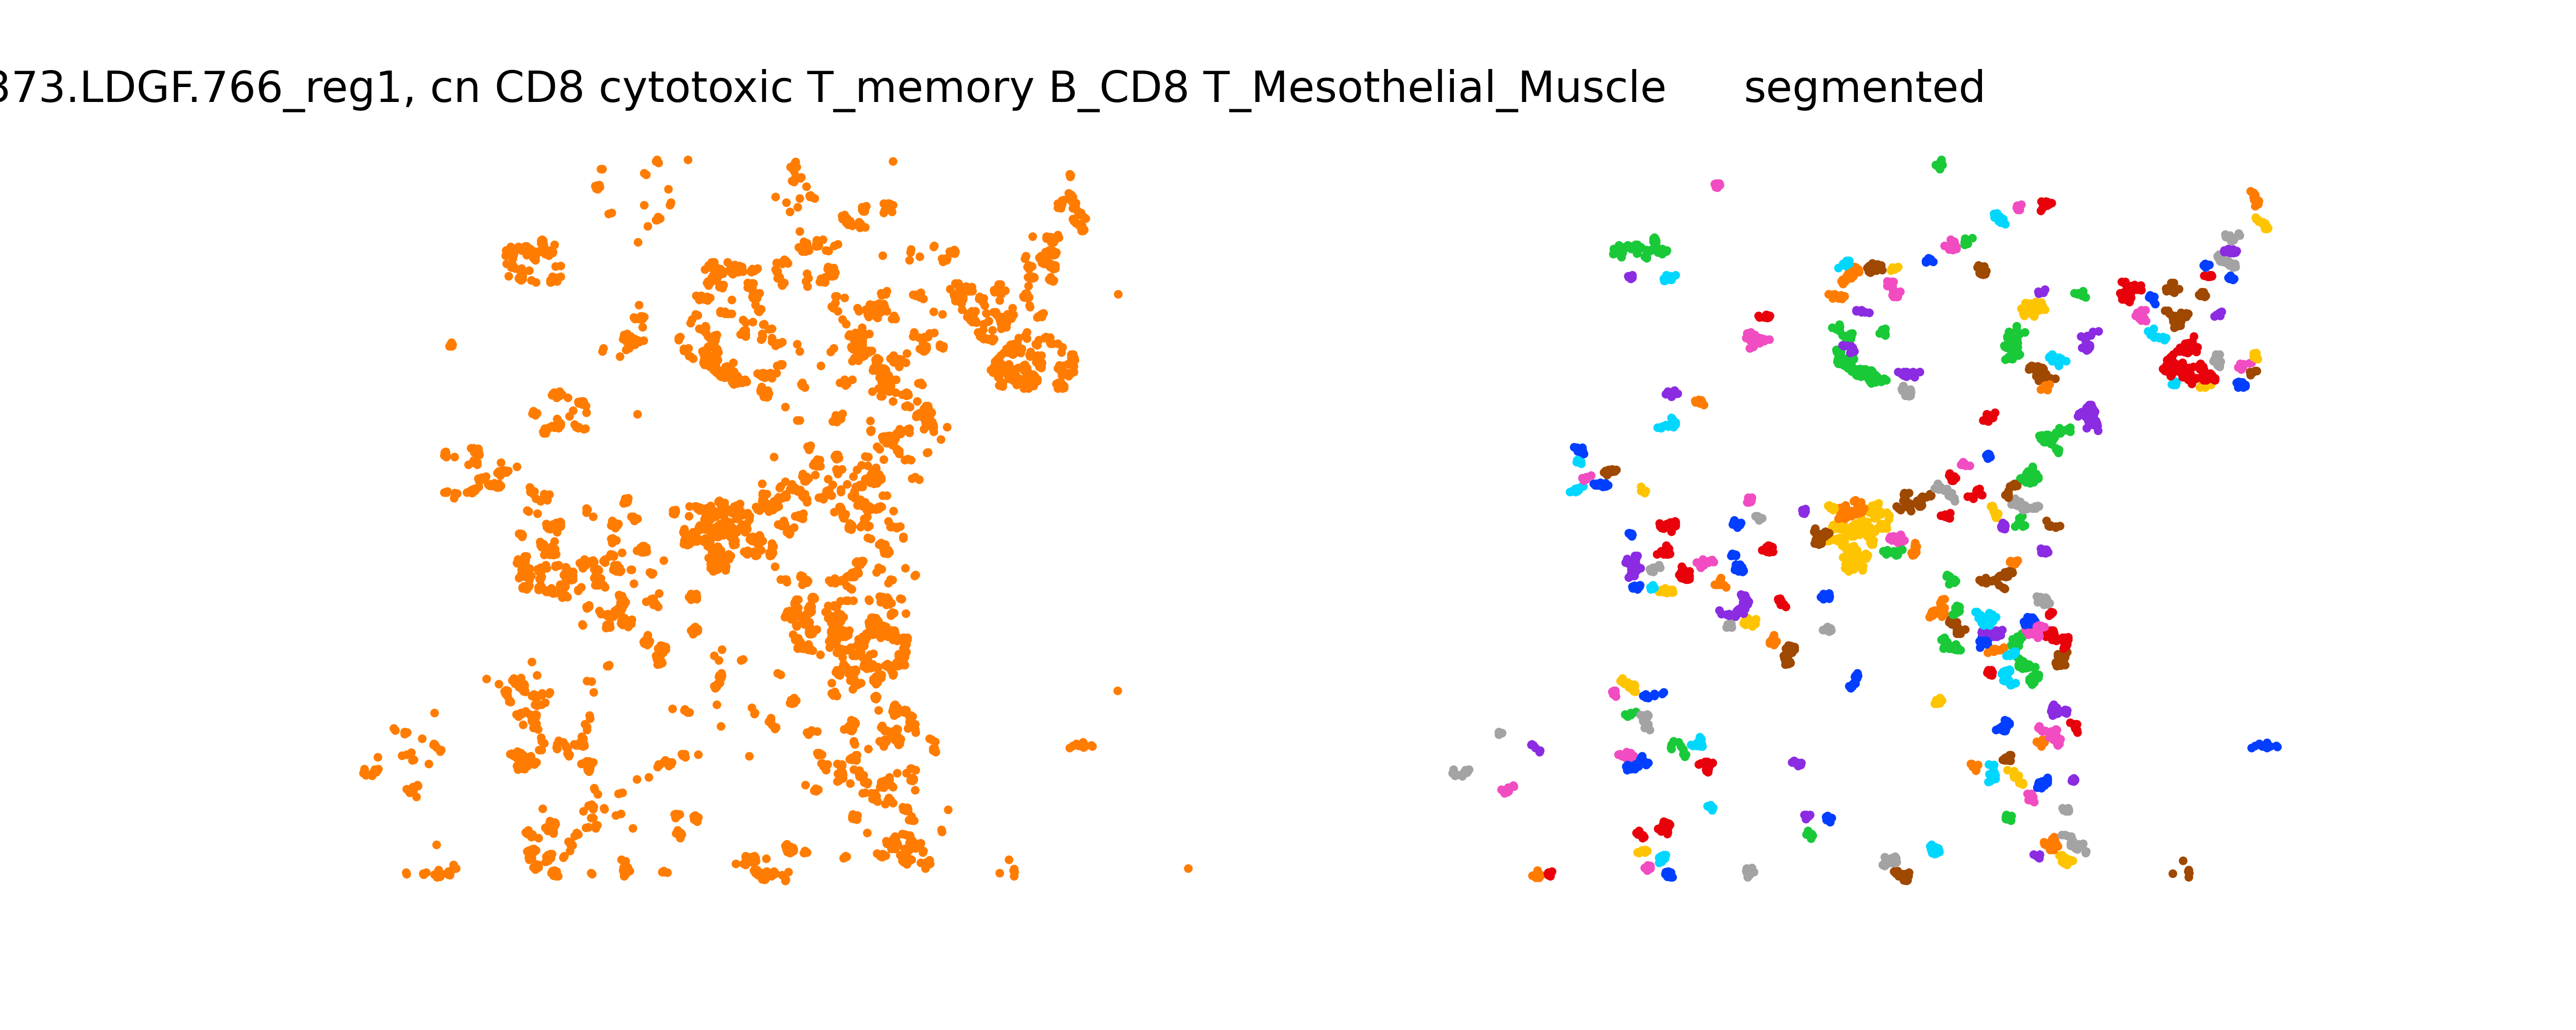 373.LDGF.766_reg1, cn CD8 cytotoxic T_memory B_CD8 T_Mesothelial_Muscle
segmented